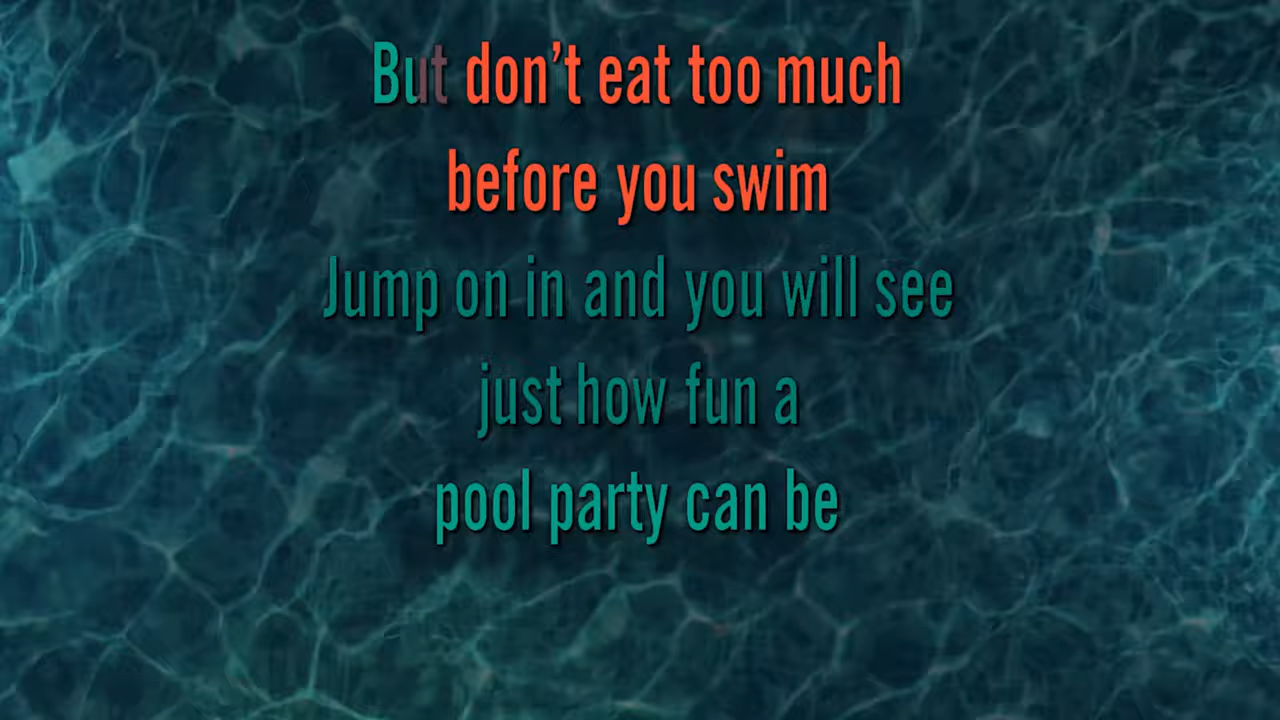 But don’t eat too much
before you swim
Jump on in and you will see
just how fun a
pool party can be